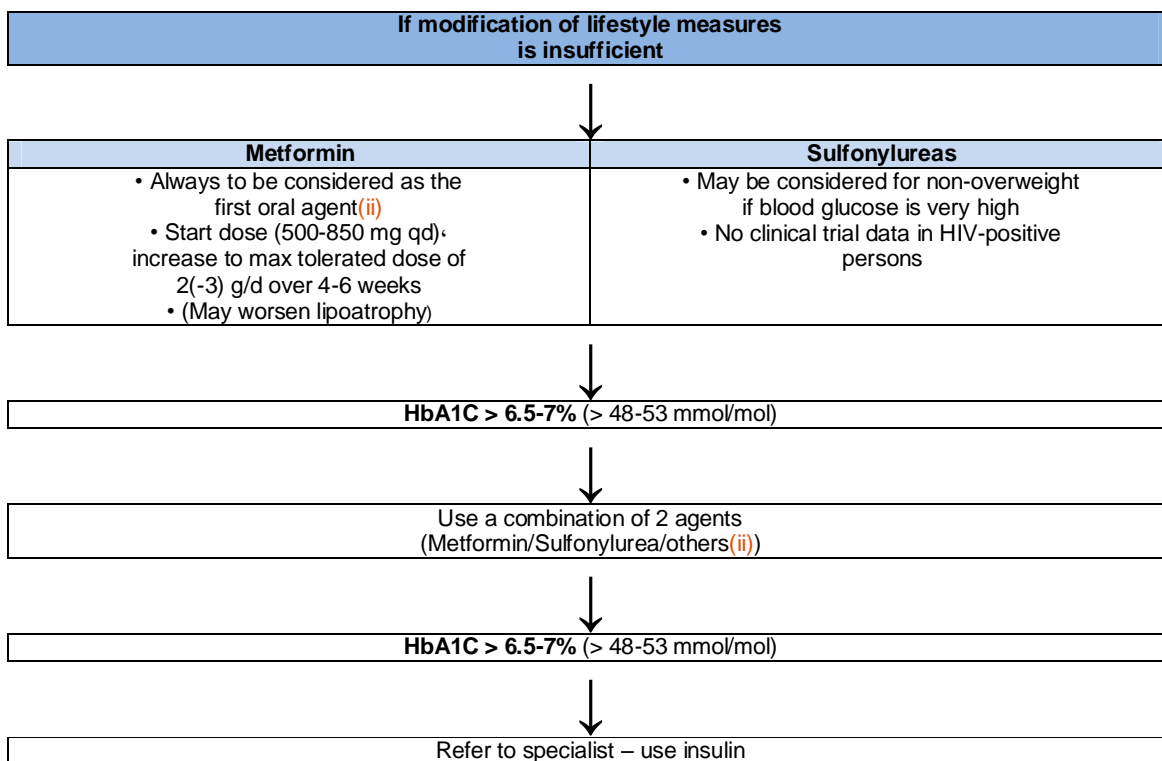 If modification of lifestyle measures
is insufficient
Metformin
• Always to be considered as the
first oral agent(ii)
• Start dose (500-850 mg qd)،
increase to max tolerated dose of
2(-3) g/d over 4-6 weeks
• (May worsen lipoatrophy)
Sulfonylureas
• May be considered for non-overweight
if blood glucose is very high
• No clinical trial data in HIV-positive
persons
HbA1C > 6.5-7% (> 48-53 mmol/mol)
Use a combination of 2 agents
(Metformin/Sulfonylurea/others(ii))
HbA1C > 6.5-7% (> 48-53 mmol/mol)
Refer to specialist – use insulin